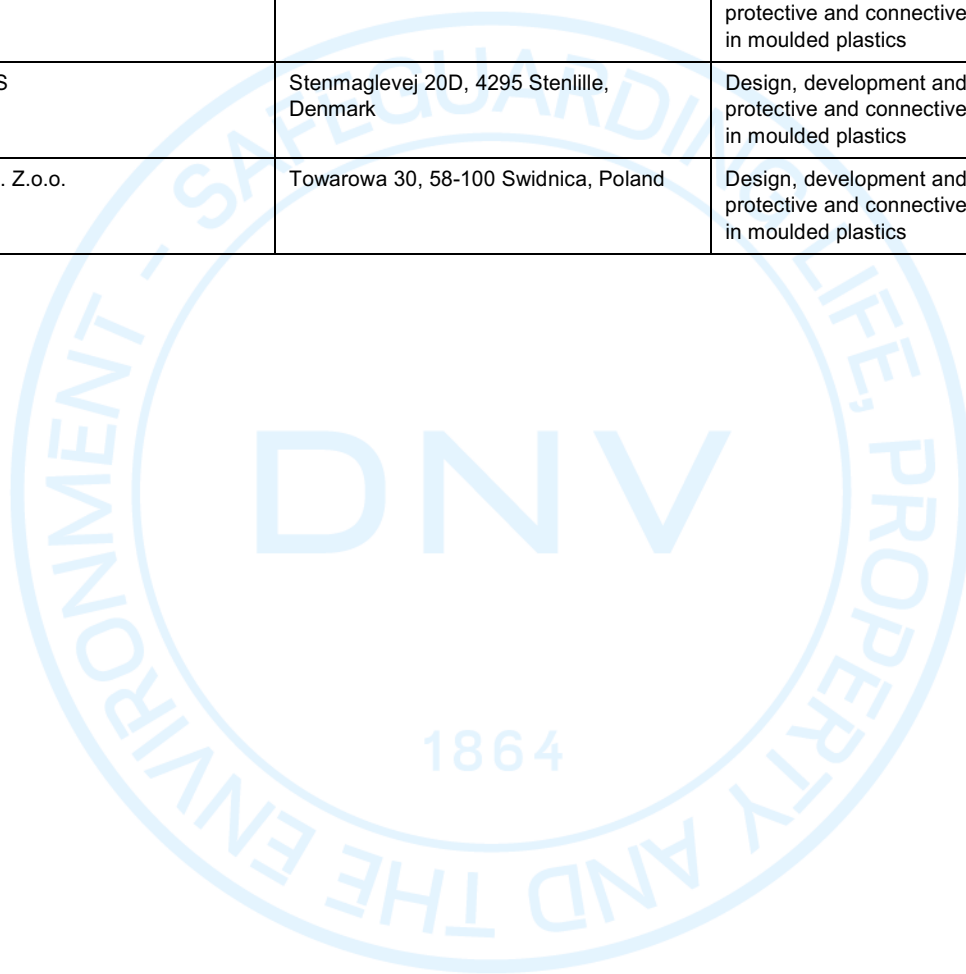 protective and connective
in moulded plastics
S
Stenmaglevej 20D, 4295 Stenlille,
Denmark
Design, development and
protective and connective
in moulded plastics
. Z.o.o.
Towarowa 30, 58-100 Swidnica, Poland
Design, development and
protective and connective
in moulded plastics
SAFEGUARDING LIFE, PROPERTY AND THE ENVIRONMENT -
DNV
1864